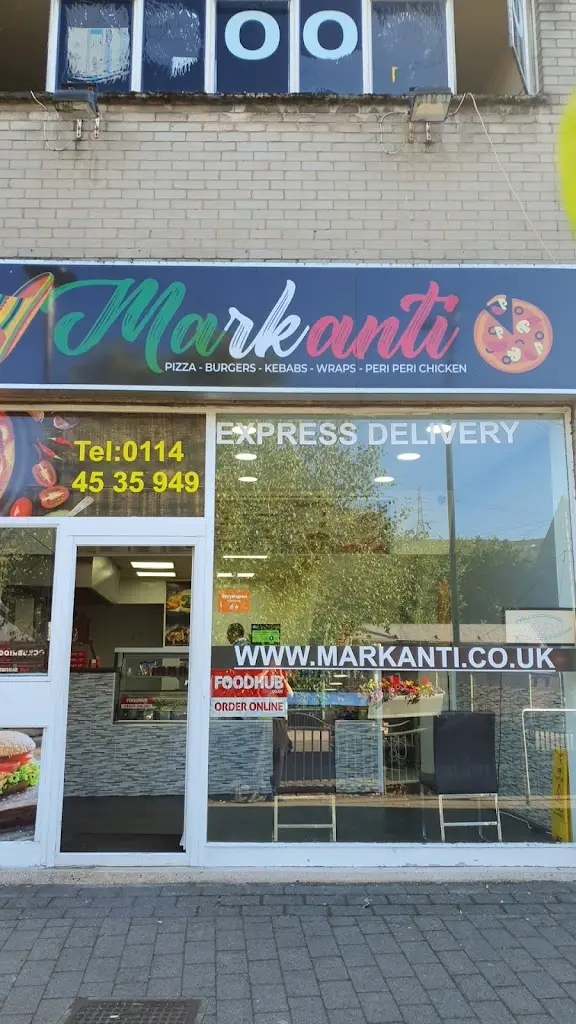 OO
Markanti
PIZZA - BURGERS - KEBABS - WRAPS - PERI PERI CHICKEN
EXPRESS DELIVERY
Tel:0114
45 35 949
WWW.MARKANTI.CO.UK
FOODHUB
ORDER ONLINE